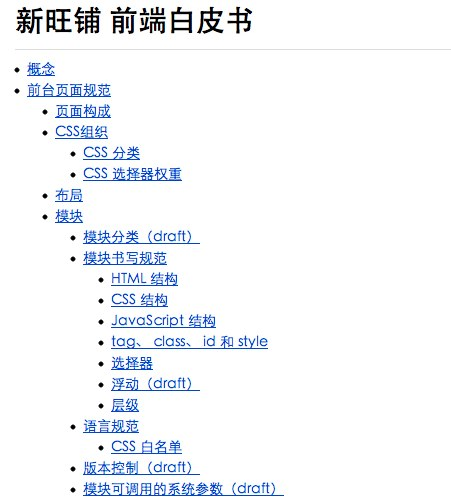 新旺铺 前端白皮书
概念
前台页面规范
页面构成
CSS组织
CSS 分类
CSS 选择器权重
布局
模块
模块分类（draft）
模块书写规范
HTML 结构
CSS 结构
JavaScript 结构
tag、 class、 id 和 style
选择器
浮动（draft）
层级
语言规范
CSS 白名单
版本控制（draft）
模块可调用的系统参数（draft）